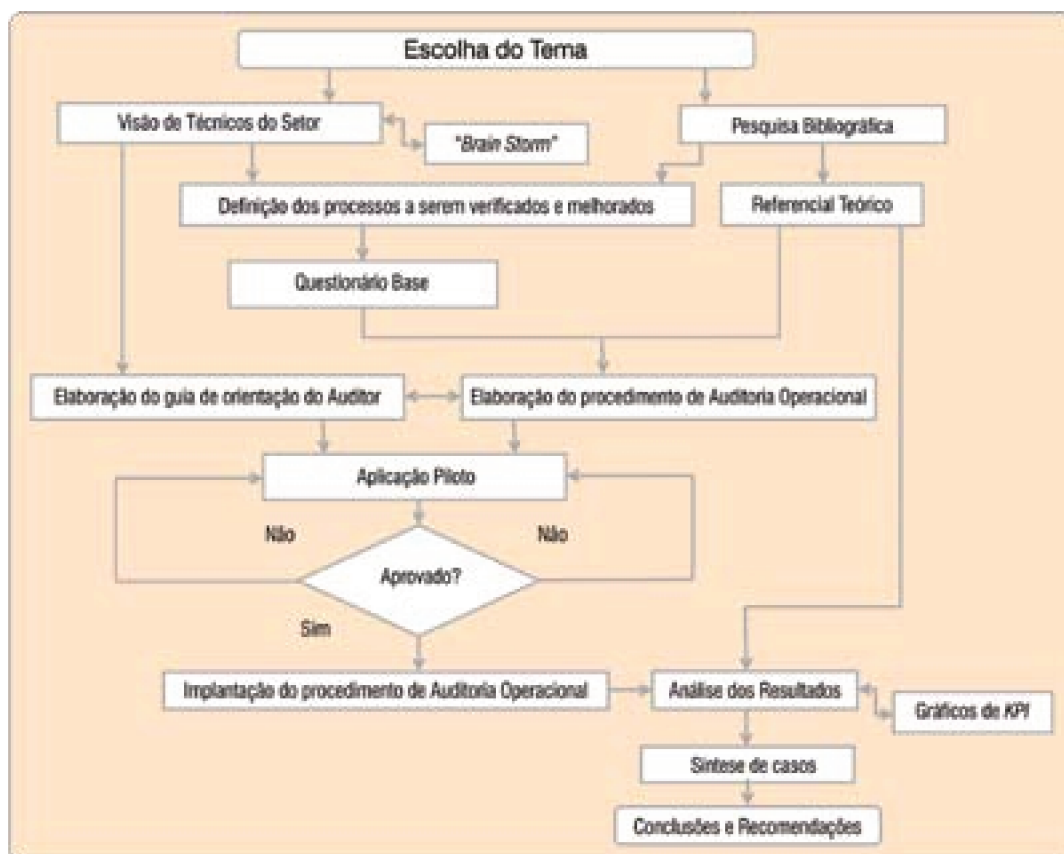 Escolha do Tema
Visão de Técnicos do Setor
"Brain Storm"
Pesquisa Bibliográfica
Definição dos processos a serem verificados e melhorados
Referencial Teórico
Questionário Base
Elaboração do guia de orientação do Auditor
Elaboração do procedimento de Auditoria Operacional
Aplicação Piloto
Não
Não
Aprovado?
Sim
Implantação do procedimento de Auditoria Operacional
Análise dos Resultados
Gráficos de KPI
Síntese de casos
Conclusões e Recomendações